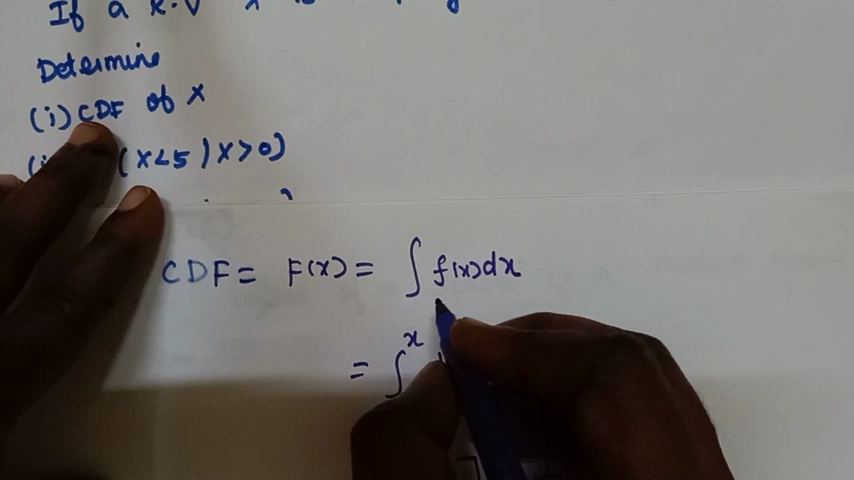 If a R.V X
Determine
(i) CDF of X
(X<5 | X>0)
CDF = F(x) = ∫ f(x)dx
= ∫ x